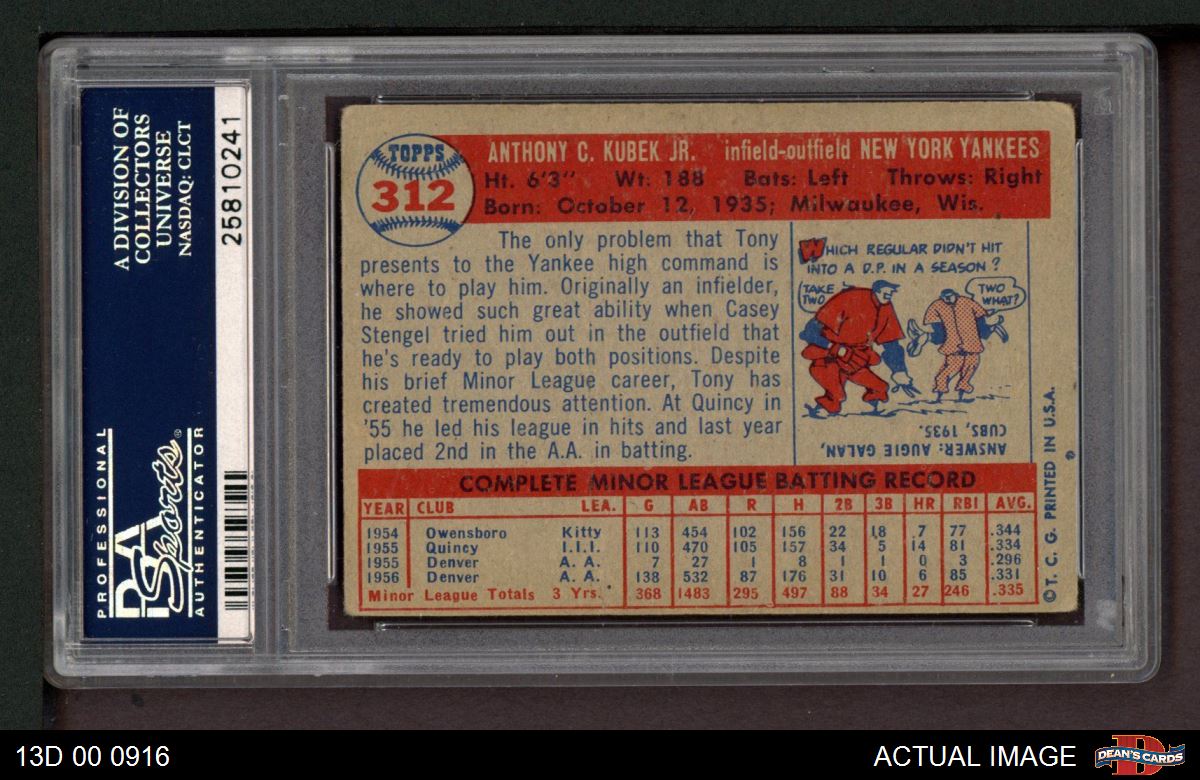 A DIVISION OF
COLLECTORS
UNIVERSE
NASDAQ: CLCT
PROFESSIONAL
PSA
Sports®
AUTHENTICATOR
25810241
TOPPS
312
ANTHONY C. KUBEK JR. infield-outfield NEW YORK YANKEES
Ht. 6'3" Wt: 188 Bats: Left Throws: Right
Born: October 12, 1935; Milwaukee, Wis.
The only problem that Tony
presents to the Yankee high command is
where to play him. Originally an infielder,
he showed such great ability when Casey
Stengel tried him out in the outfield that
he's ready to play both positions. Despite
his brief Minor League career, Tony has
created tremendous attention. At Quincy in
'55 he led his league in hits and last year
placed 2nd in the A.A. in batting.
WHICH REGULAR DIDN'T HIT
INTO A D.P. IN A SEASON?
TAKE
TWO
TWO
WHAT?
ANSWER: AUGIE GALAN,
CUBS, 1935.
COMPLETE MINOR LEAGUE BATTING RECORD
YEAR CLUB LEA. G AB R H 2B 3B HR RBI AVG.
1954 Owensboro Kitty 113 454 102 156 22 18 7 77 .344
1955 Quincy I.I.I. 110 470 105 157 34 5 14 81 .334
1955 Denver A. A. 7 27 1 8 1 1 0 3 .296
1956 Denver A. A. 138 532 87 176 31 10 6 85 .331
Minor League Totals 3 Yrs. 368 1483 295 497 88 34 27 246 .335
© T. C. G. PRINTED IN U.S.A.
13D 00 0916
ACTUAL IMAGE
DEAN'S CARDS